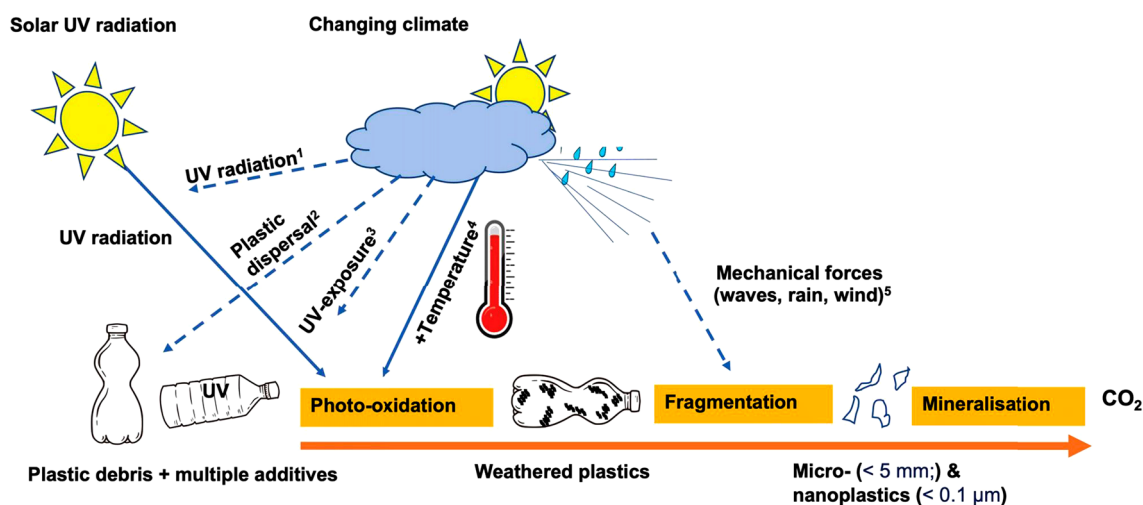 Solar UV radiation
Changing climate
UV radiation¹
UV radiation
Plastic
dispersal²
UV-exposure³
+Temperature⁴
Mechanical forces
(waves, rain, wind)⁵
UV
Photo-oxidation
Fragmentation
Mineralisation
CO₂
Plastic debris + multiple additives
Weathered plastics
Micro- (< 5 mm;) &
nanoplastics (< 0.1 µm)